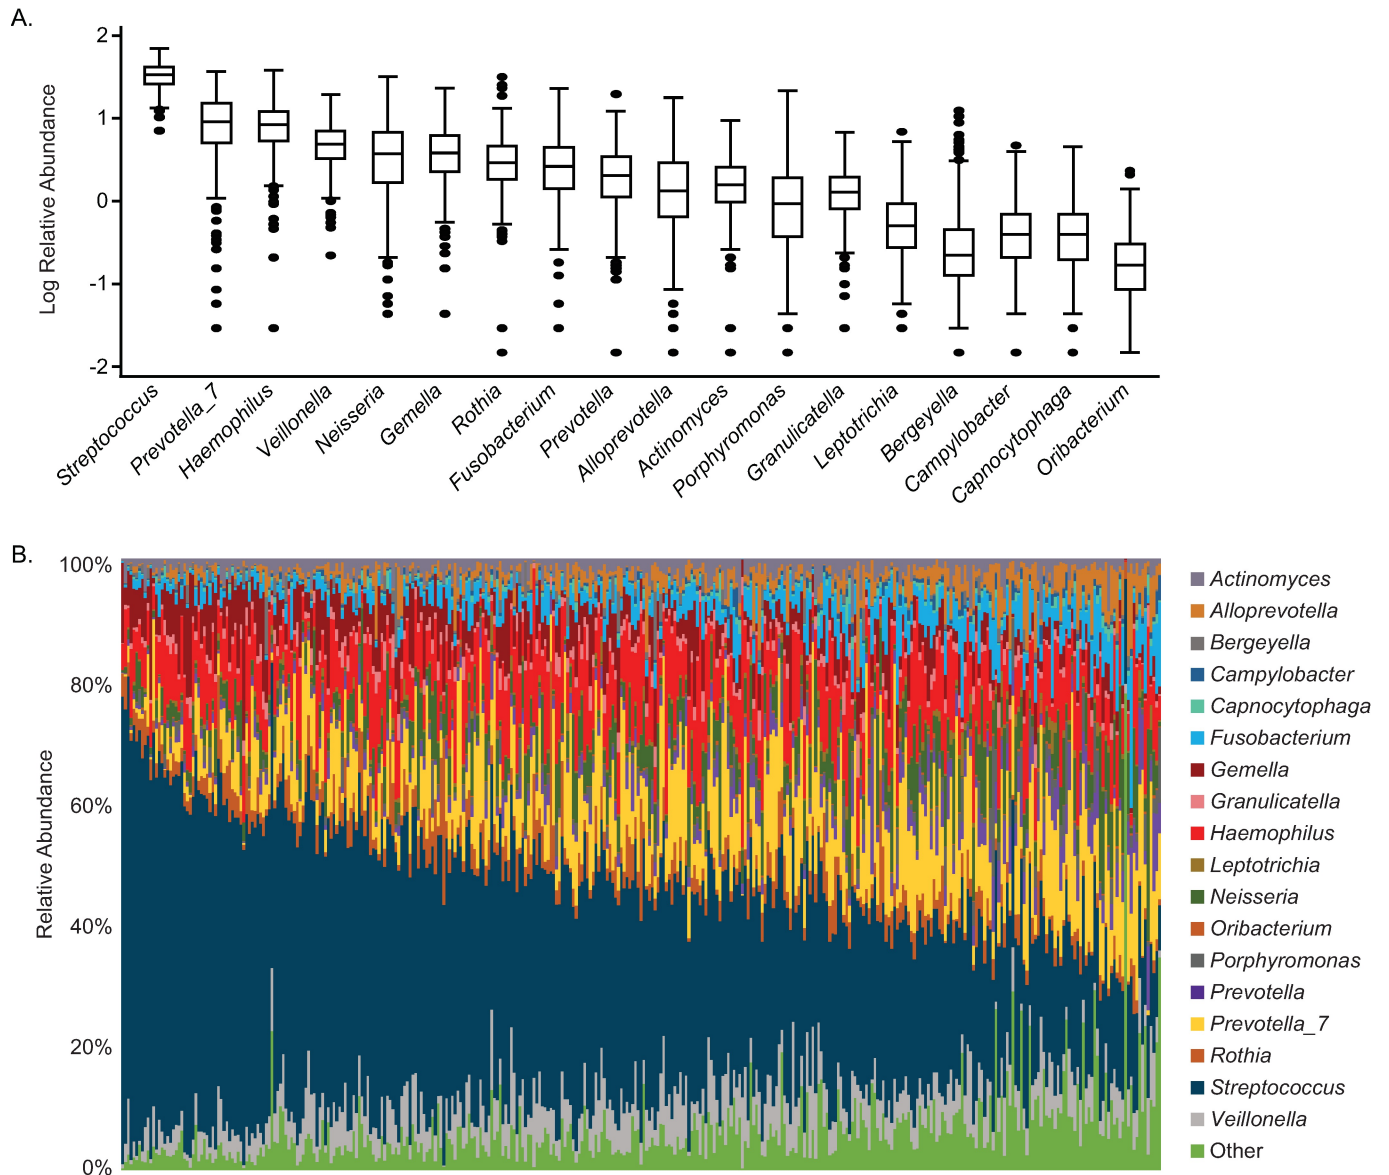 A.
Log Relative Abundance
2
1
0
-1
-2
Streptococcus
Prevotella_7
Haemophilus
Veillonella
Neisseria
Gemella
Rothia
Fusobacterium
Prevotella
Alloprevotella
Actinomyces
Porphyromonas
Granulicatella
Leptotrichia
Bergeyella
Campylobacter
Capnocytophaga
Oribacterium
B.
Relative Abundance
100%
80%
60%
40%
20%
0%
Actinomyces
Alloprevotella
Bergeyella
Campylobacter
Capnocytophaga
Fusobacterium
Gemella
Granulicatella
Haemophilus
Leptotrichia
Neisseria
Oribacterium
Porphyromonas
Prevotella
Prevotella_7
Rothia
Streptococcus
Veillonella
Other